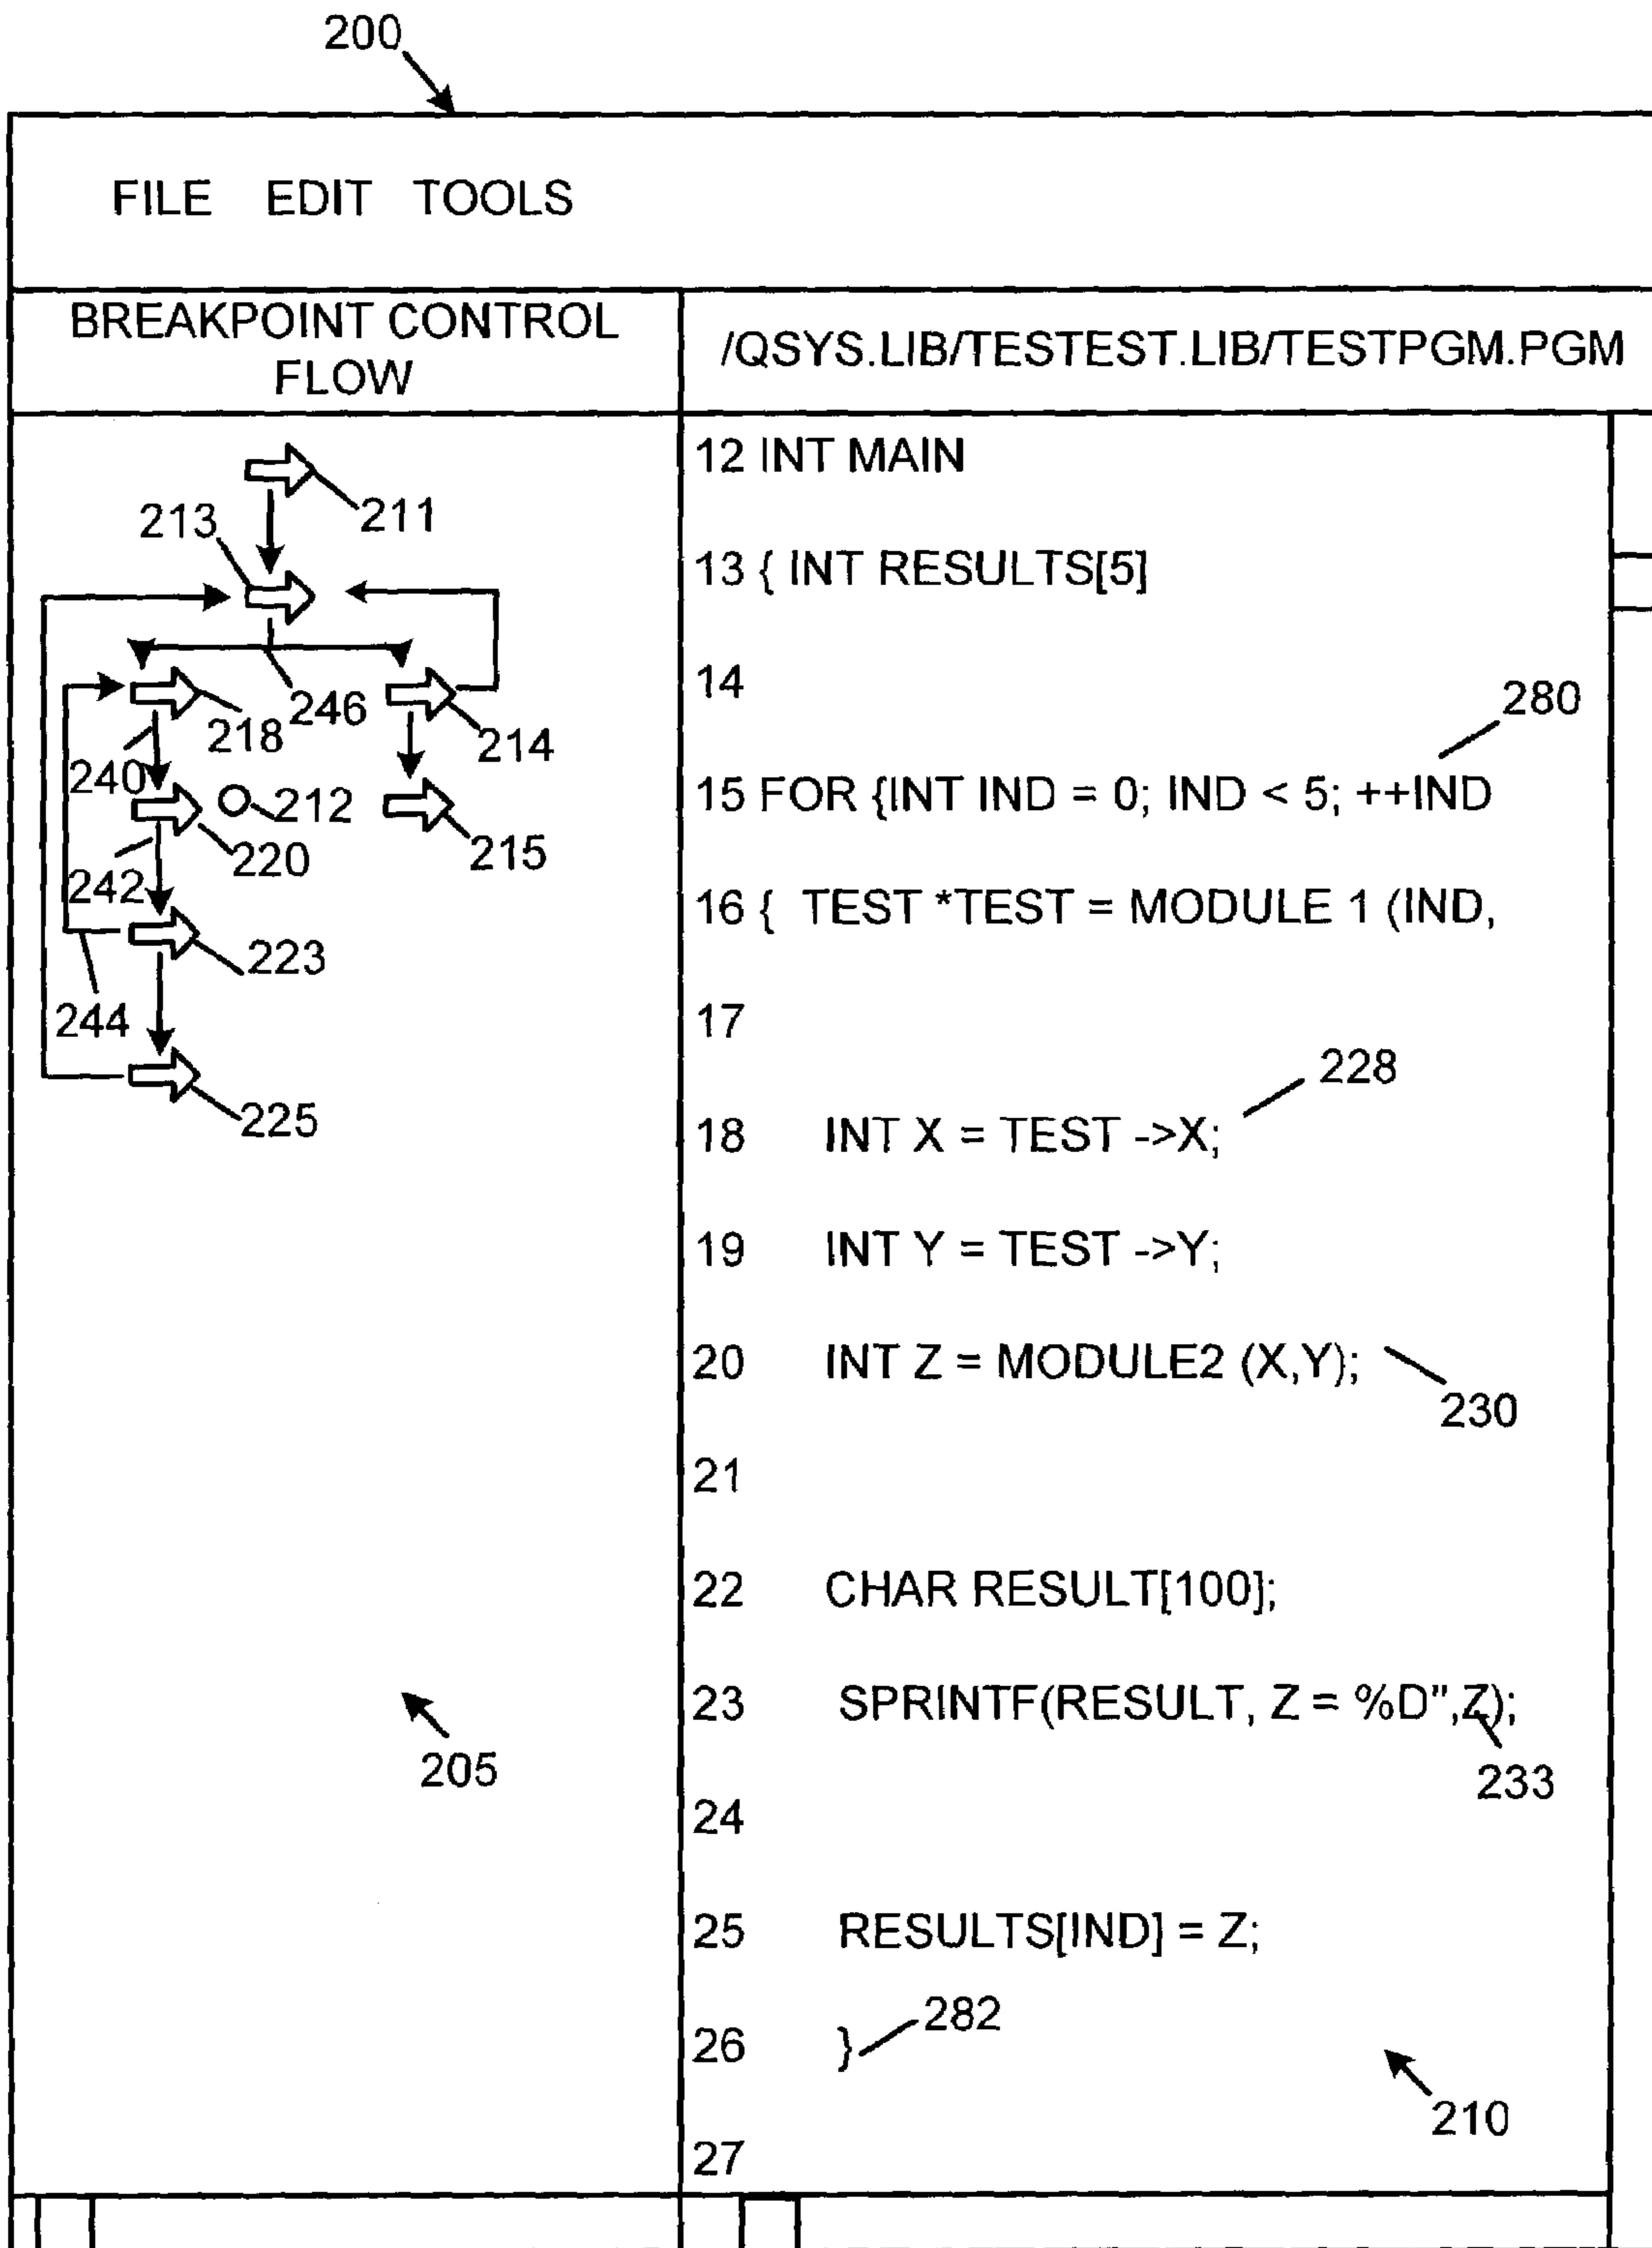 200
FILE EDIT TOOLS
BREAKPOINT CONTROL
FLOW
/QSYS.LIB/TESTEST.LIB/TESTPGM.PGM
211
213
246
218
214
240
212
220
215
242
223
244
225
205
12 INT MAIN
13 { INT RESULTS[5]
14
280
15 FOR {INT IND = 0; IND < 5; ++IND
16 { TEST *TEST = MODULE 1 (IND,
17
228
18 INT X = TEST ->X;
19 INT Y = TEST ->Y;
20 INT Z = MODULE2 (X,Y);
230
21
22 CHAR RESULT[100];
23 SPRINTF(RESULT, Z = %D",Z);
233
24
25 RESULTS[IND] = Z;
282
26 }
210
27